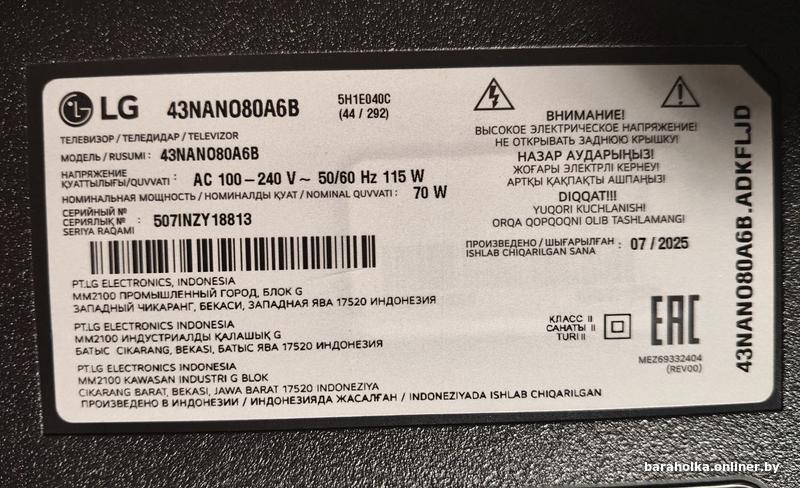 LG 43NANO80A6B 5H1E040C
(44 / 292)
ТЕЛЕВИЗОР / ТЕЛЕДИДАР / TELEVIZOR
МОДЕЛЬ / RUSUMI : 43NANO80A6B
НАПРЯЖЕНИЕ
ҚУАТТЫЛЫҒЫ/QUVVATI : AC 100-240 V ~ 50/60 Hz 115 W
НОМИНАЛЬНАЯ МОЩНОСТЬ / НОМИНАЛДЫ ҚУАТ / NOMINAL QUVVATI : 70 W
СЕРИЙНЫЙ №
СЕРИЯЛЫҚ № : 507INZY18813
SERIYA RAQAMI
PT.LG ELECTRONICS, INDONESIA
ММ2100 ПРОМЫШЛЕННЫЙ ГОРОД, БЛОК G
ЗАПАДНЫЙ ЧИКАРАНГ, БЕКАСИ, ЗАПАДНАЯ ЯВА 17520 ИНДОНЕЗИЯ
PT.LG ELECTRONICS INDONESIA
ММ2100 ИНДУСТРИАЛДЫ ҚАЛАШЫҚ G
БАТЫС CIKARANG, BEKASI, БАТЫС ЯВА 17520 ИНДОНЕЗИЯ
PT.LG ELECTRONICS INDONESIA
MM2100 KAWASAN INDUSTRI G BLOK
CIKARANG BARAT, BEKASI, JAWA BARAT 17520 INDONEZIYA
ПРОИЗВЕДЕНО В ИНДОНЕЗИИ / ИНДОНЕЗИЯДА ЖАСАЛҒАН / INDONEZIYADA ISHLAB CHIQARILGAN
ВНИМАНИЕ!
ВЫСОКОЕ ЭЛЕКТРИЧЕСКОЕ НАПРЯЖЕНИЕ!
НЕ ОТКРЫВАТЬ ЗАДНЮЮ КРЫШКУ!
НАЗАР АУДАРЫҢЫЗ!
ЖОҒАРЫ ЭЛЕКТРЛІ КЕРНЕУ!
АРТҚЫ ҚАҚПАҚТЫ АШПАҢЫЗ!
DIQQAT!!!
YUQORI KUCHLANISH!
ORQA QOPQOQNI OLIB TASHLAMANG!
ПРОИЗВЕДЕНО / ШЫҒАРЫЛҒАН : 07 / 2025
ISHLAB CHIQARILGAN SANA
КЛАСС II
САНАТЫ II
TURI II
EAC
MEZ69332404
(REV00)
43NANO80A6B.ADKFLJD
baraholka.onliner.by